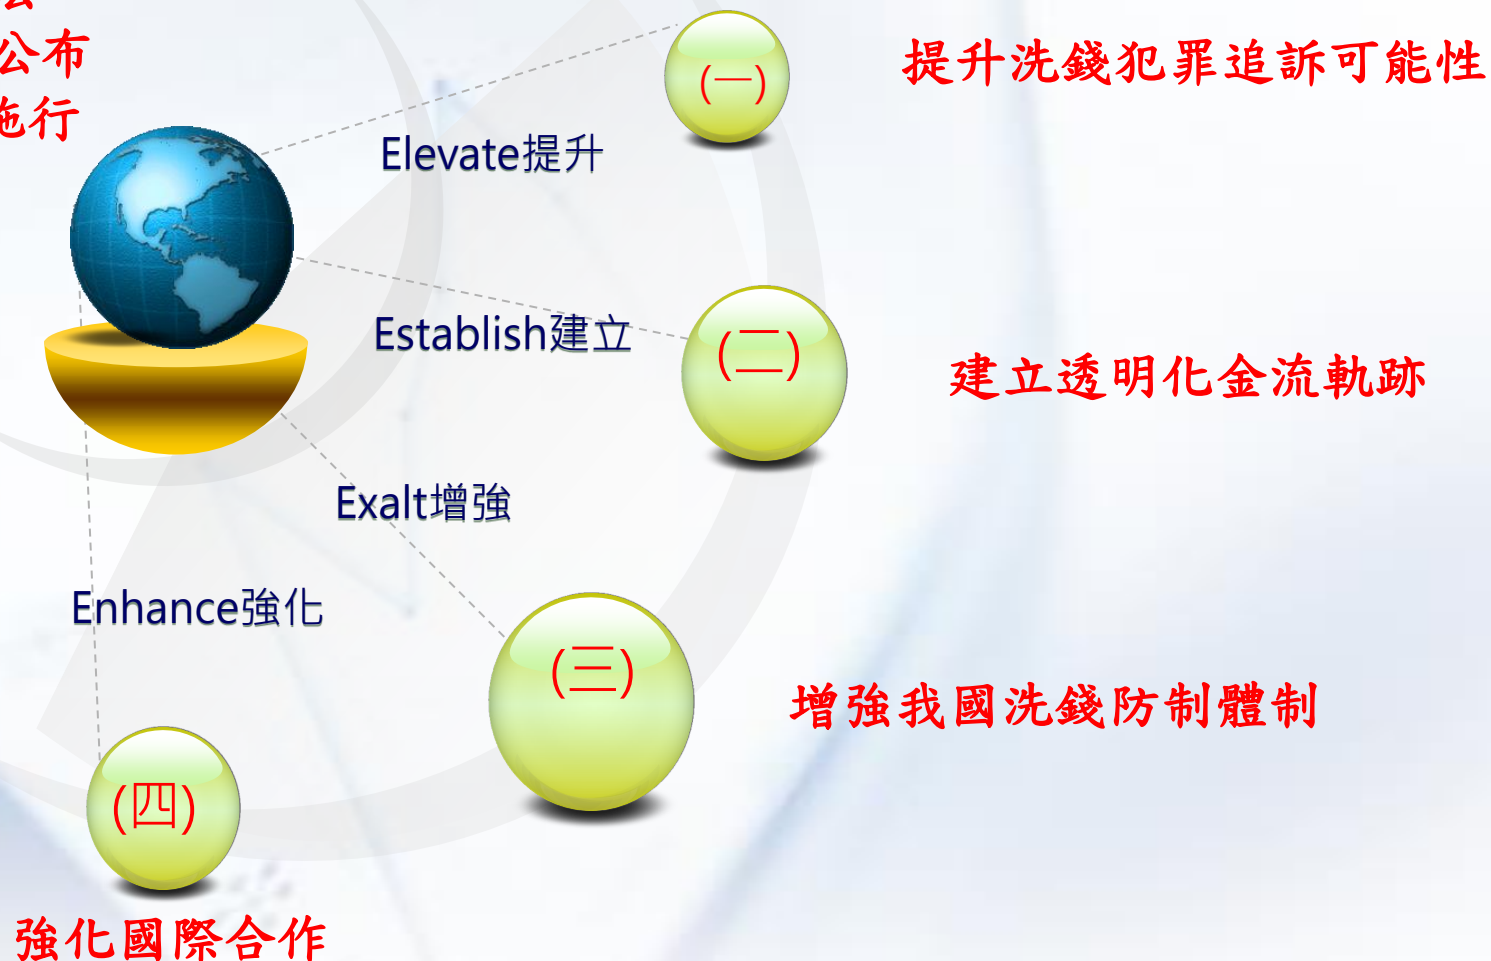 公布
施行
(一)
提升洗錢犯罪追訴可能性
Elevate提升
Establish建立
(二)
建立透明化金流軌跡
Exalt增強
Enhance強化
(三)
增強我國洗錢防制體制
(四)
強化國際合作